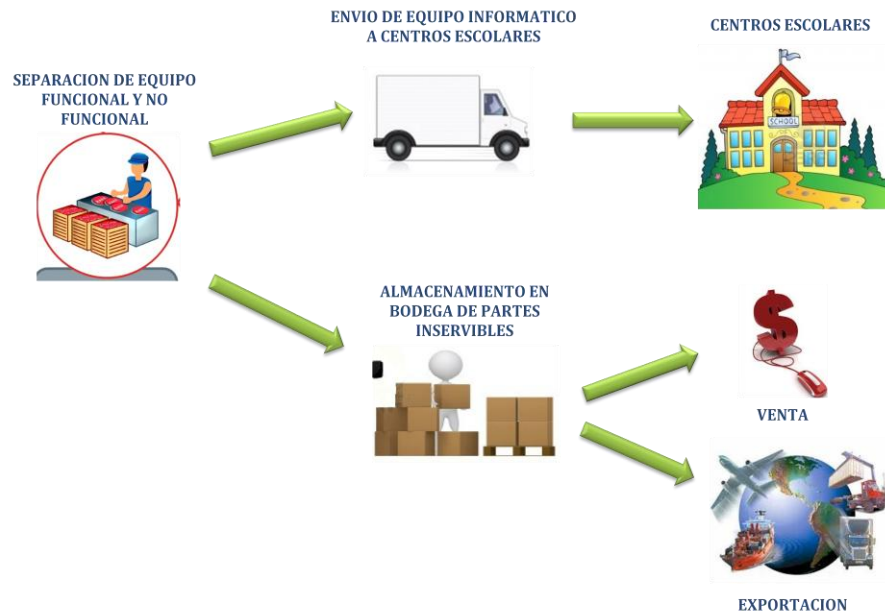 SEPARACION DE EQUIPO
FUNCIONAL Y NO
FUNCIONAL
ENVIO DE EQUIPO INFORMATICO
A CENTROS ESCOLARES
CENTROS ESCOLARES
SCHOOL
ALMACENAMIENTO EN
BODEGA DE PARTES
INSERVIBLES
$
VENTA
EXPORTACION